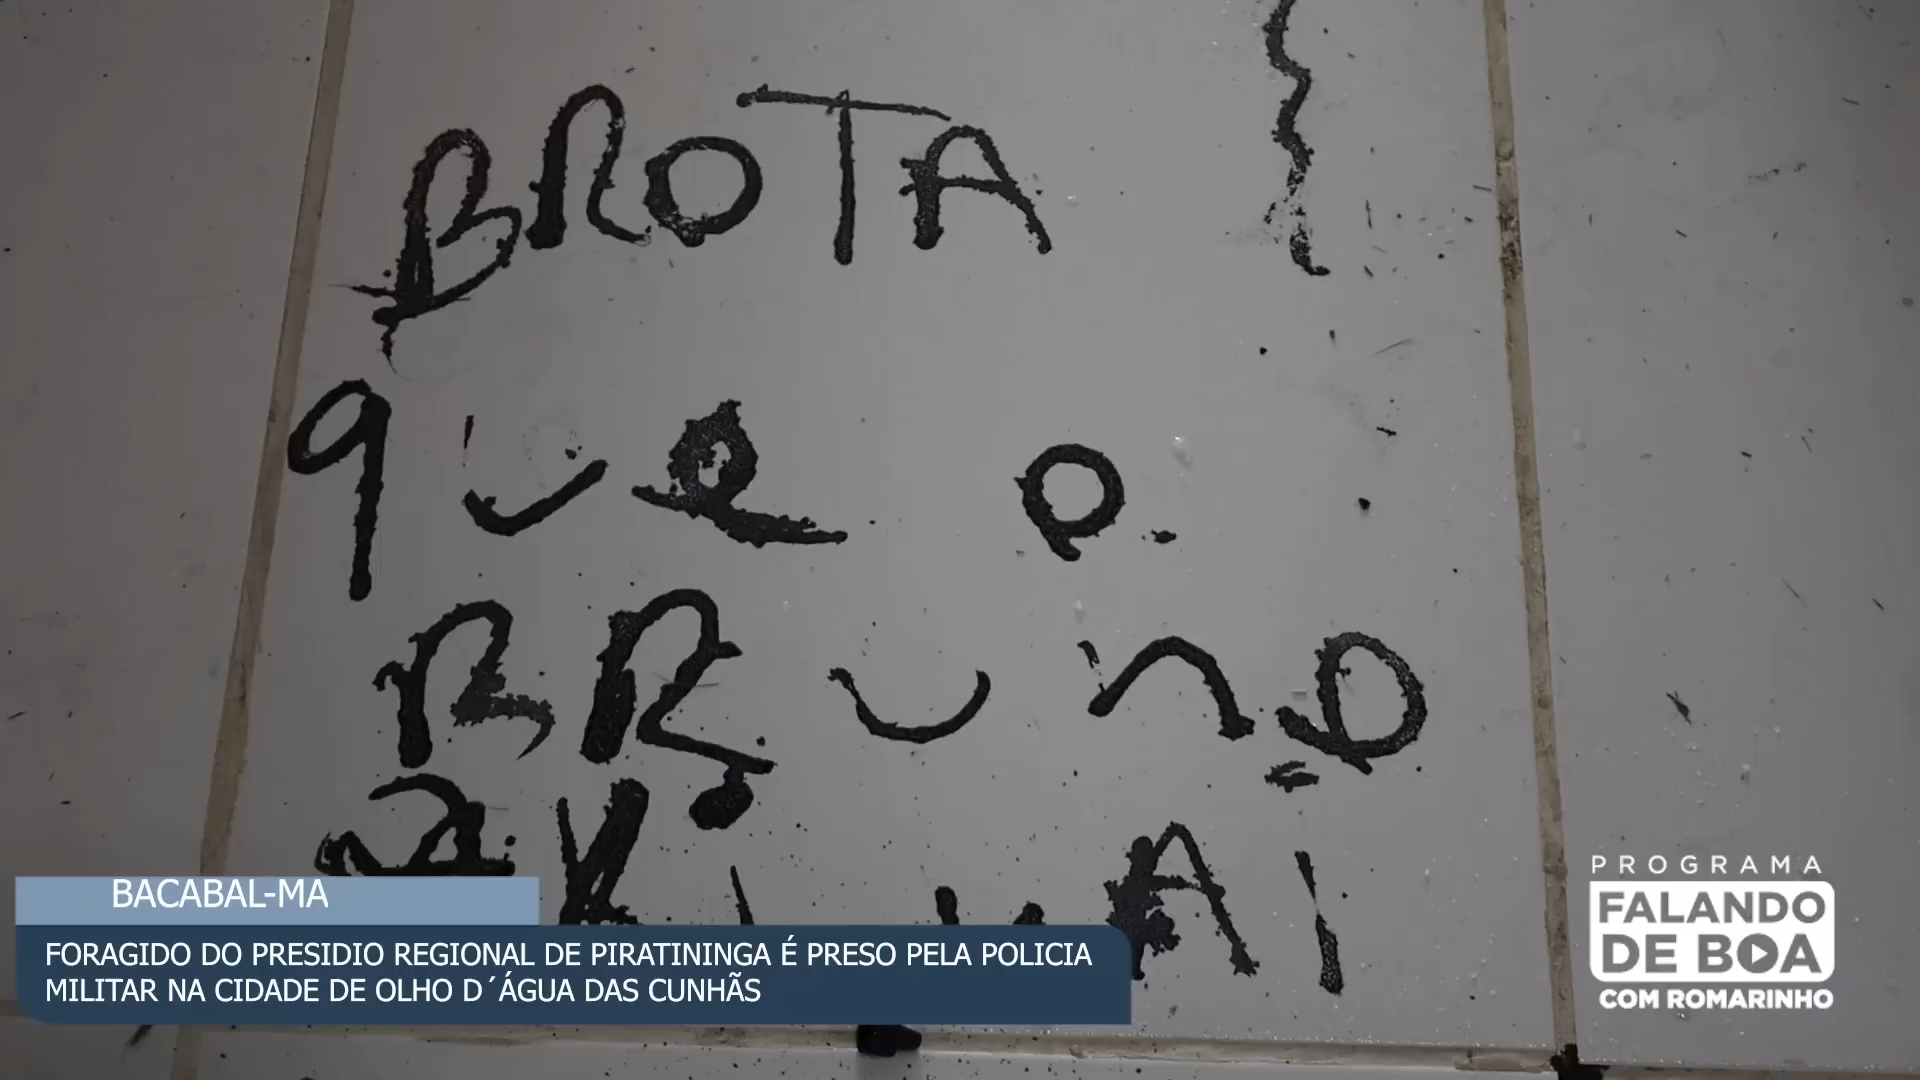 BROTA
que o
BRUNO
BACABAL-MA
FORAGIDO DO PRESIDIO REGIONAL DE PIRATININGA É PRESO PELA POLICIA
MILITAR NA CIDADE DE OLHO D´ÁGUA DAS CUNHÃS
PROGRAMA
FALANDO
DE BOA
COM ROMARINHO